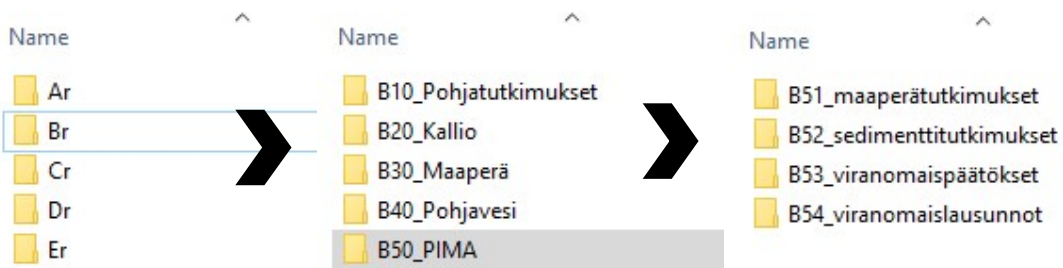 Name
Ar
Br
Cr
Dr
Er
Name
B10_Pohjatutkimukset
B20_Kallio
B30_Maaperä
B40_Pohjavesi
B50_PIMA
Name
B51_maaperätutkimukset
B52_sedimenttitutkimukset
B53_viranomaispäätökset
B54_viranomaislausunnot